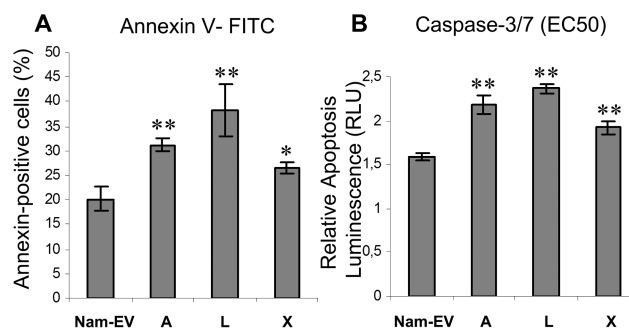 A
Annexin V- FITC
Annexin-positive cells (%)
50
45
40
35
30
25
20
15
10
5
0
**
**
*
Nam-EV A L X
B
Caspase-3/7 (EC50)
Relative Apoptosis
Luminescence (RLU)
2,5
2
1,5
1
0,5
0
**
**
**
Nam-EV A L X